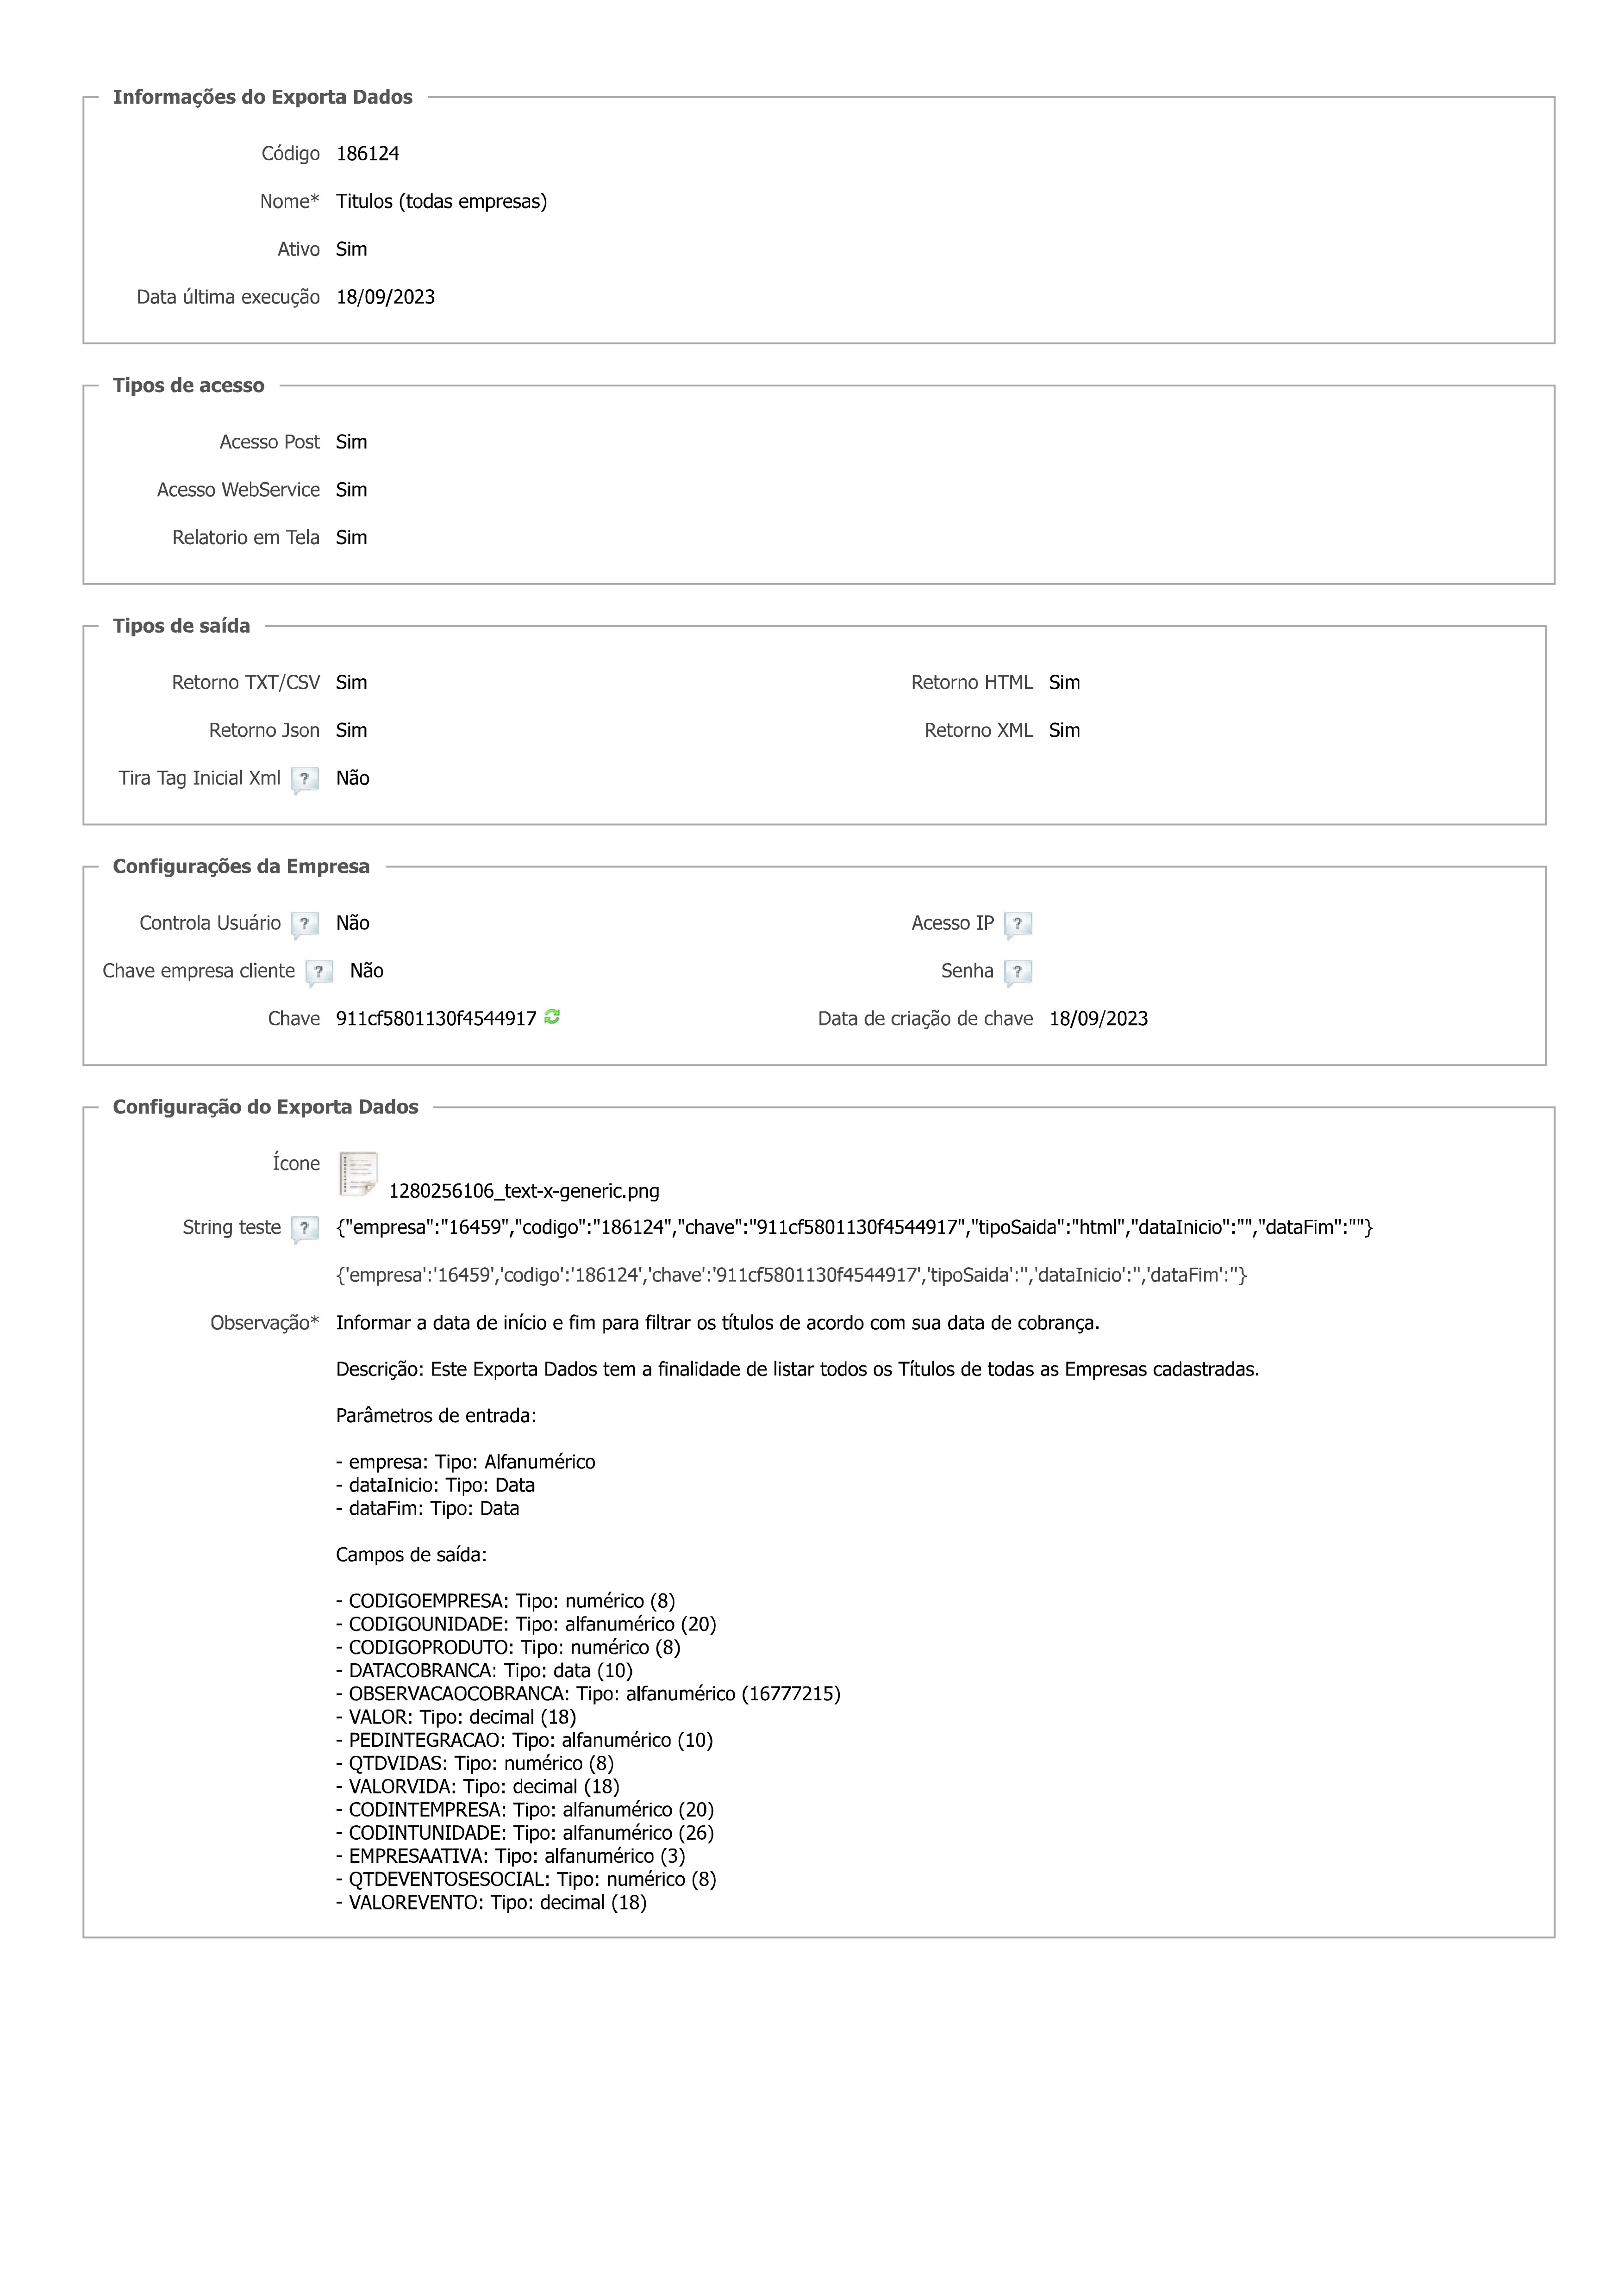 Informações do Exporta Dados
Código 186124
Nome* Titulos (todas empresas)
Ativo Sim
Data última execução 18/09/2023
Tipos de acesso
Acesso Post Sim
Acesso WebService Sim
Relatorio em Tela Sim
Tipos de saída
Retorno TXT/CSV Sim Retorno HTML Sim
Retorno Json Sim Retorno XML Sim
Tira Tag Inicial Xml ? Não
Configurações da Empresa
Controla Usuário ? Não Acesso IP ?
Chave empresa cliente ? Não Senha ?
Chave 911cf5801130f4544917 Data de criação de chave 18/09/2023
Configuração do Exporta Dados
Ícone 1280256106_text-x-generic.png
String teste ? {"empresa":"16459","codigo":"186124","chave":"911cf5801130f4544917","tipoSaida":"html","dataInicio":"","dataFim":""}
{'empresa':'16459','codigo':'186124','chave':'911cf5801130f4544917','tipoSaida':'','dataInicio':'','dataFim':''}
Observação* Informar a data de início e fim para filtrar os títulos de acordo com sua data de cobrança.
Descrição: Este Exporta Dados tem a finalidade de listar todos os Títulos de todas as Empresas cadastradas.
Parâmetros de entrada:
- empresa: Tipo: Alfanumérico
- dataInicio: Tipo: Data
- dataFim: Tipo: Data
Campos de saída:
- CODIGOEMPRESA: Tipo: numérico (8)
- CODIGOUNIDADE: Tipo: alfanumérico (20)
- CODIGOPRODUTO: Tipo: numérico (8)
- DATACOBRANCA: Tipo: data (10)
- OBSERVACAOCOBRANCA: Tipo: alfanumérico (16777215)
- VALOR: Tipo: decimal (18)
- PEDINTEGRACAO: Tipo: alfanumérico (10)
- QTDVIDAS: Tipo: numérico (8)
- VALORVIDA: Tipo: decimal (18)
- CODINTEMPRESA: Tipo: alfanumérico (20)
- CODINTUNIDADE: Tipo: alfanumérico (26)
- EMPRESAATIVA: Tipo: alfanumérico (3)
- QTDEVENTOSESOCIAL: Tipo: numérico (8)
- VALOREVENTO: Tipo: decimal (18)